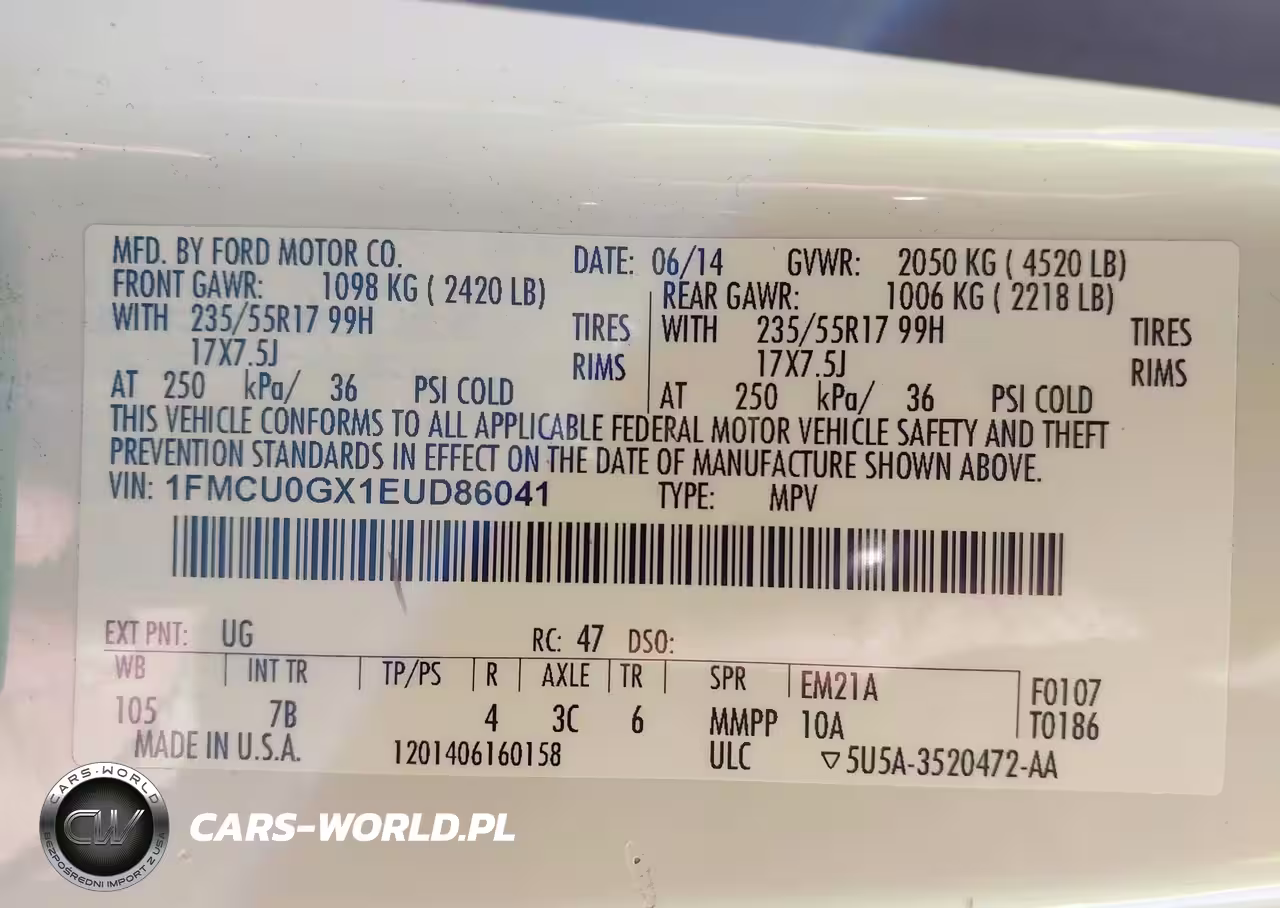 MFD. BY FORD MOTOR CO. DATE: 06/14 GVWR: 2050 KG ( 4520 LB)
FRONT GAWR: 1098 KG ( 2420 LB) REAR GAWR: 1006 KG ( 2218 LB)
WITH 235/55R17 99H TIRES WITH 235/55R17 99H TIRES
17X7.5J RIMS 17X7.5J RIMS
AT 250 kPa/ 36 PSI COLD AT 250 kPa/ 36 PSI COLD
THIS VEHICLE CONFORMS TO ALL APPLICABLE FEDERAL MOTOR VEHICLE SAFETY AND THEFT
PREVENTION STANDARDS IN EFFECT ON THE DATE OF MANUFACTURE SHOWN ABOVE.
VIN: 1FMCU0GX1EUD86041 TYPE: MPV
EXT PNT: UG RC: 47 DSO:
WB INT TR TP/PS R AXLE TR SPR EM21A F0107
105 7B 4 3C 6 MMPP 10A T0186
MADE IN U.S.A. 1201406160158 ULC ▽5U5A-3520472-AA
CARS-WORLD
CW
BEZPOŚREDNI IMPORT Z USA
CARS-WORLD.PL